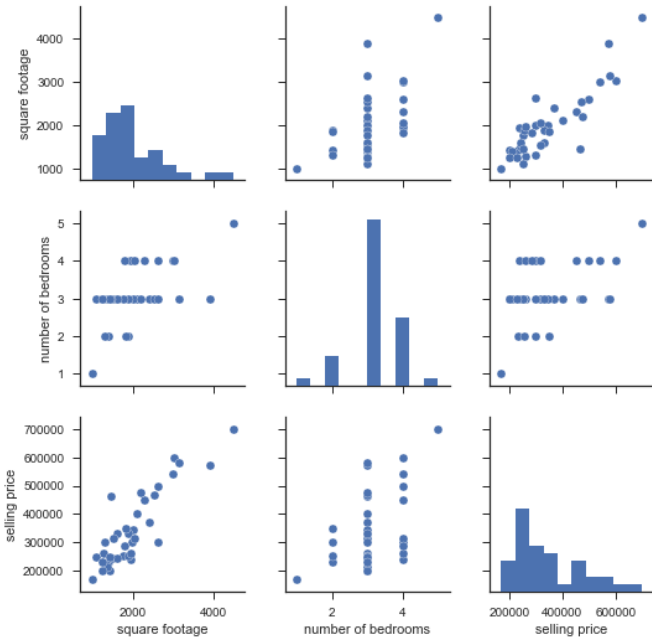 4000
3000
2000
1000
square footage
5
4
3
2
1
number of bedrooms
700000
600000
500000
400000
300000
200000
selling price
2000 4000
square footage
2 4
number of bedrooms
200000 400000 600000
selling price